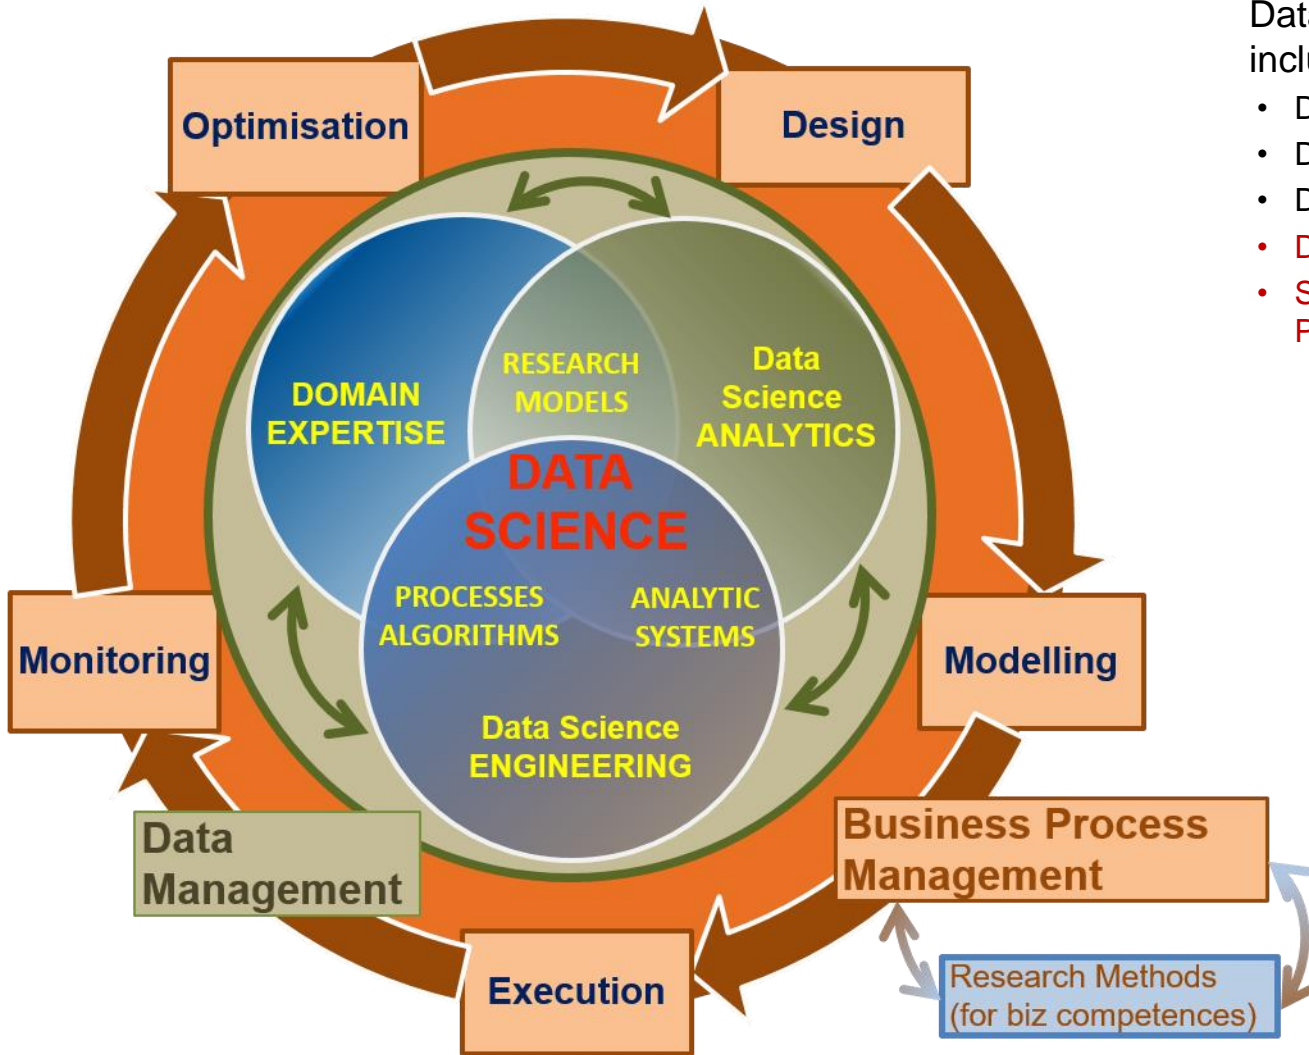 Optimisation
Design
RESEARCH
MODELS
Data
Science
ANALYTICS
DOMAIN
EXPERTISE
DATA
SCIENCE
PROCESSES
ALGORITHMS
ANALYTIC
SYSTEMS
Monitoring
Modelling
Data Science
ENGINEERING
Data
Management
Business Process
Management
Execution
Research Methods
(for biz competences)
Data